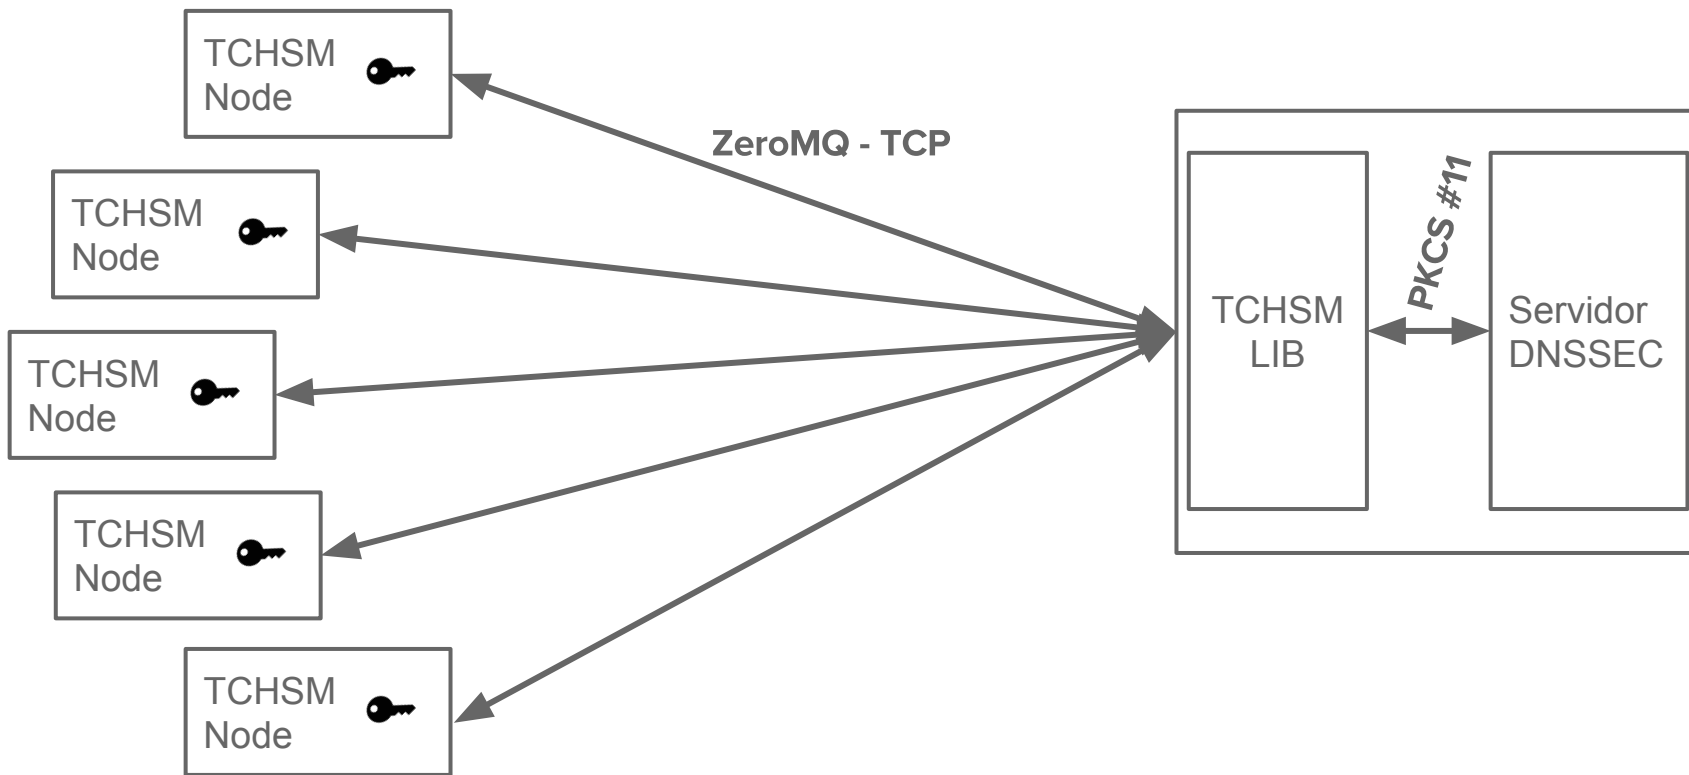 TCHSM
Node
ZeroMQ - TCP
TCHSM
Node
TCHSM
Node
TCHSM
Node
TCHSM
Node
TCHSM
LIB
PKCS #11
Servidor
DNSSEC